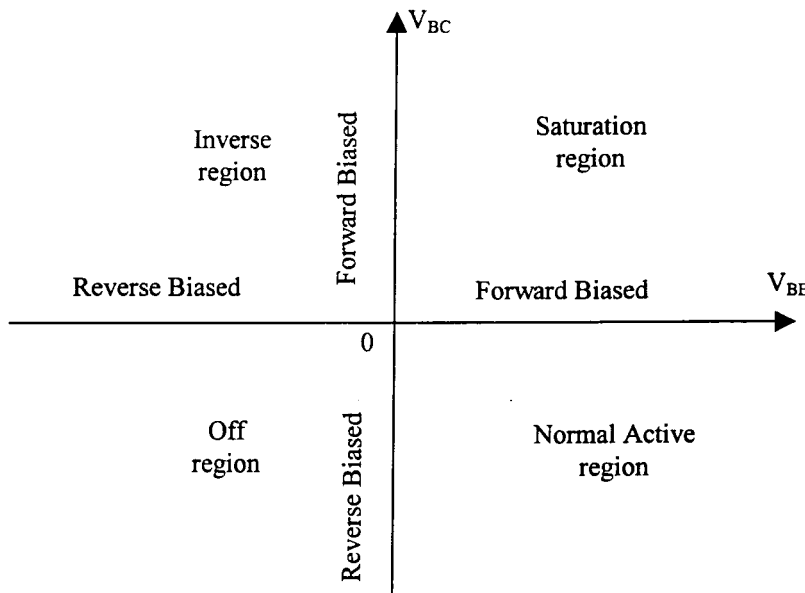 V_BC
Inverse
region
Forward Biased
Saturation
region
Reverse Biased
Forward Biased
V_BE
0
Off
region
Reverse Biased
Normal Active
region